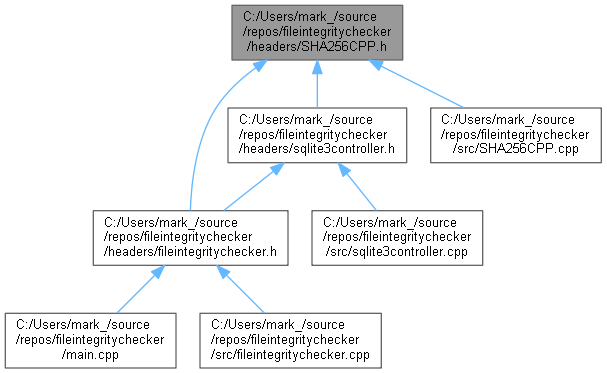 C:/Users/mark_/source
/repos/fileintegritychecker
/headers/SHA256CPP.h
C:/Users/mark_/source
/repos/fileintegritychecker
/headers/sqlite3controller.h
C:/Users/mark_/source
/repos/fileintegritychecker
/src/SHA256CPP.cpp
C:/Users/mark_/source
/repos/fileintegritychecker
/headers/fileintegritychecker.h
C:/Users/mark_/source
/repos/fileintegritychecker
/src/sqlite3controller.cpp
C:/Users/mark_/source
/repos/fileintegritychecker
/main.cpp
C:/Users/mark_/source
/repos/fileintegritychecker
/src/fileintegritychecker.cpp